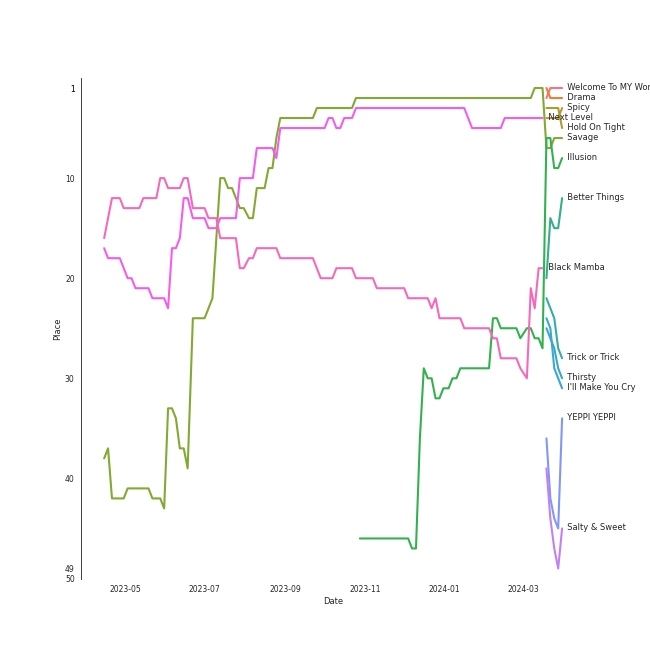 1
10
20
30
40
49
50
Place
2023-05
2023-07
2023-09
2023-11
2024-01
2024-03
Date
Welcome To MY Wor
Drama
Spicy
Next Level
Hold On Tight
Savage
Illusion
Better Things
Black Mamba
Trick or Trick
Thirsty
I'll Make You Cry
YEPPI YEPPI
Salty & Sweet